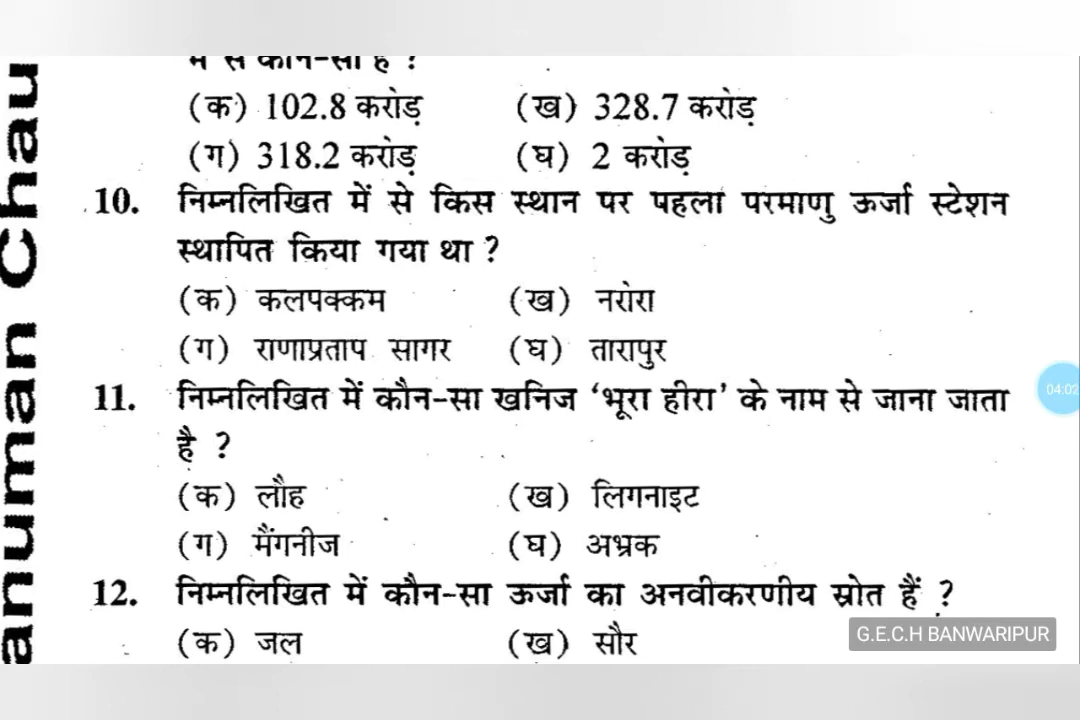 में से कौन-सी है ?
(क) 102.8 करोड़ (ख) 328.7 करोड़
(ग) 318.2 करोड़ (घ) 2 करोड़
10. निम्नलिखित में से किस स्थान पर पहला परमाणु ऊर्जा स्टेशन
स्थापित किया गया था ?
(क) कलपक्कम (ख) नरोरा
(ग) राणाप्रताप सागर (घ) तारापुर
11. निम्नलिखित में कौन-सा खनिज ‘भूरा हीरा’ के नाम से जाना जाता
है ?
(क) लौह (ख) लिगनाइट
(ग) मैंगनीज (घ) अभ्रक
12. निम्नलिखित में कौन-सा ऊर्जा का अनवीकरणीय स्रोत हैं ?
(क) जल (ख) सौर
anuman Chau
04:02
G.E.C.H BANWARIPUR